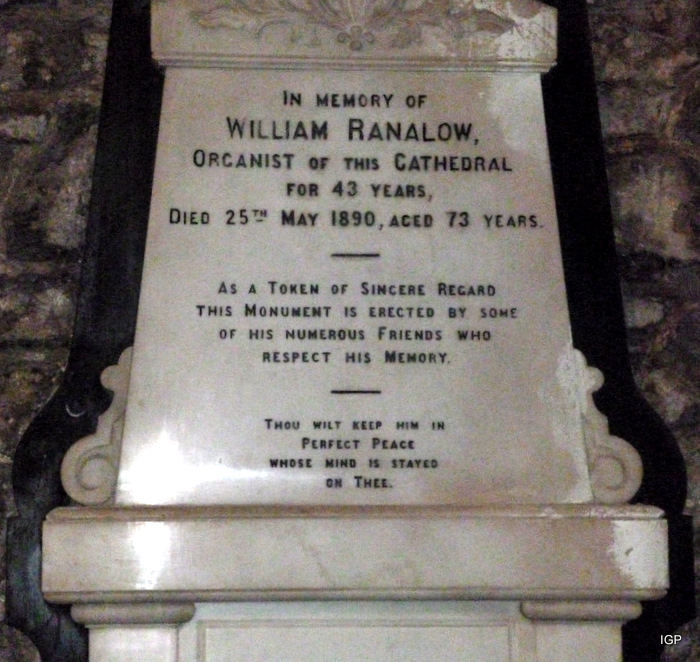 In memory of
William Ranalow,
Organist of this Cathedral
for 43 years,
Died 25TH May 1890, aged 73 years.
As a Token of Sincere Regard
this Monument is erected by some
of his numerous Friends who
respect his Memory.
Thou wilt keep him in
Perfect Peace
whose mind is stayed
on Thee.
IGP